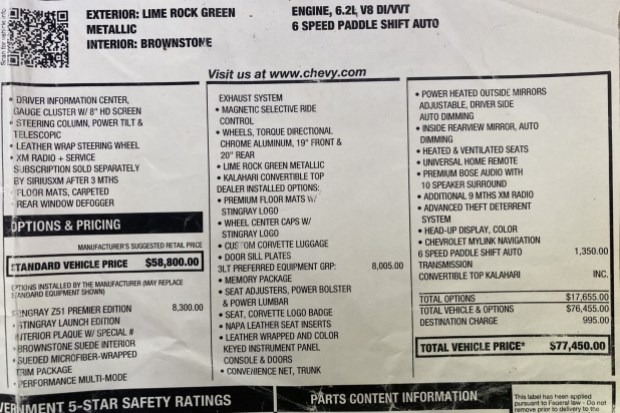 Scan for vehicle info
EXTERIOR: LIME ROCK GREEN
METALLIC
INTERIOR: BROWNSTONE
ENGINE, 6.2L V8 DI/VVT
6 SPEED PADDLE SHIFT AUTO
Visit us at www.chevy.com
• DRIVER INFORMATION CENTER,
GAUGE CLUSTER W/ 8" HD SCREEN
• STEERING COLUMN, POWER TILT &
TELESCOPIC
• LEATHER WRAP STEERING WHEEL
• XM RADIO + SERVICE
SUBSCRIPTION SOLD SEPARATELY
BY SIRIUSXM AFTER 3 MTHS
FLOOR MATS, CARPETED
REAR WINDOW DEFOGGER
OPTIONS & PRICING
MANUFACTURER'S SUGGESTED RETAIL PRICE
STANDARD VEHICLE PRICE $58,800.00
OPTIONS INSTALLED BY THE MANUFACTURER (MAY REPLACE
STANDARD EQUIPMENT SHOWN)
STINGRAY Z51 PREMIER EDITION 8,300.00
• STINGRAY LAUNCH EDITION
INTERIOR PLAQUE W/ SPECIAL #
• BROWNSTONE SUEDE INTERIOR
• SUEDED MICROFIBER-WRAPPED
TRIM PACKAGE
• PERFORMANCE MULTI-MODE
EXHAUST SYSTEM
• MAGNETIC SELECTIVE RIDE
CONTROL
• WHEELS, TORQUE DIRECTIONAL
CHROME ALUMINUM, 19" FRONT &
20" REAR
• LIME ROCK GREEN METALLIC
• KALAHARI CONVERTIBLE TOP
DEALER INSTALLED OPTIONS:
• PREMIUM FLOOR MATS W/
STINGRAY LOGO
• WHEEL CENTER CAPS W/
STINGRAY LOGO
• CUSTOM CORVETTE LUGGAGE
• DOOR SILL PLATES
3LT PREFERRED EQUIPMENT GRP: 8,005.00
• MEMORY PACKAGE
• SEAT ADJUSTERS, POWER BOLSTER
& POWER LUMBAR
• SEAT, CORVETTE LOGO BADGE
• NAPA LEATHER SEAT INSERTS
• LEATHER WRAPPED AND COLOR
KEYED INSTRUMENT PANEL
CONSOLE & DOORS
• CONVENIENCE NET, TRUNK
• POWER HEATED OUTSIDE MIRRORS
ADJUSTABLE, DRIVER SIDE
AUTO DIMMING
• INSIDE REARVIEW MIRROR, AUTO
DIMMING
• HEATED & VENTILATED SEATS
• UNIVERSAL HOME REMOTE
• PREMIUM BOSE AUDIO WITH
10 SPEAKER SURROUND
• ADDITIONAL 9 MTHS XM RADIO
• ADVANCED THEFT DETERRENT
SYSTEM
• HEAD-UP DISPLAY, COLOR
• CHEVROLET MYLINK NAVIGATION
6 SPEED PADDLE SHIFT AUTO 1,350.00
TRANSMISSION
CONVERTIBLE TOP KALAHARI INC.
TOTAL OPTIONS $17,655.00
TOTAL VEHICLE & OPTIONS $76,455.00
DESTINATION CHARGE 995.00
TOTAL VEHICLE PRICE* $77,450.00
VERNMENT 5-STAR SAFETY RATINGS
PARTS CONTENT INFORMATION
This label has been applied
pursuant to Federal law - Do not
remove prior to delivery to the